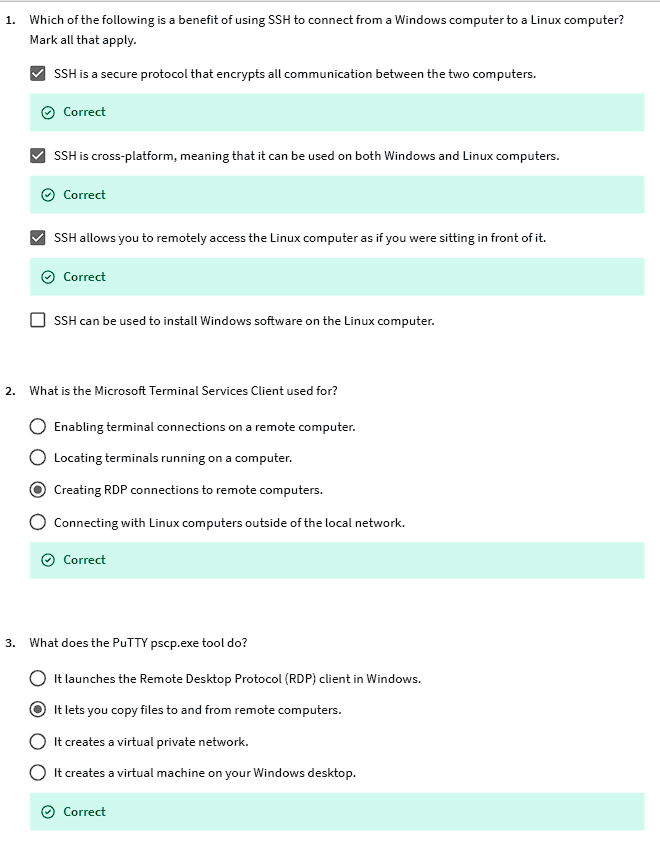 1. Which of the following is a benefit of using SSH to connect from a Windows computer to a Linux computer?
Mark all that apply.
SSH is a secure protocol that encrypts all communication between the two computers.
Correct
SSH is cross-platform, meaning that it can be used on both Windows and Linux computers.
Correct
SSH allows you to remotely access the Linux computer as if you were sitting in front of it.
Correct
SSH can be used to install Windows software on the Linux computer.
2. What is the Microsoft Terminal Services Client used for?
Enabling terminal connections on a remote computer.
Locating terminals running on a computer.
Creating RDP connections to remote computers.
Connecting with Linux computers outside of the local network.
Correct
3. What does the PuTTY pscp.exe tool do?
It launches the Remote Desktop Protocol (RDP) client in Windows.
It lets you copy files to and from remote computers.
It creates a virtual private network.
It creates a virtual machine on your Windows desktop.
Correct